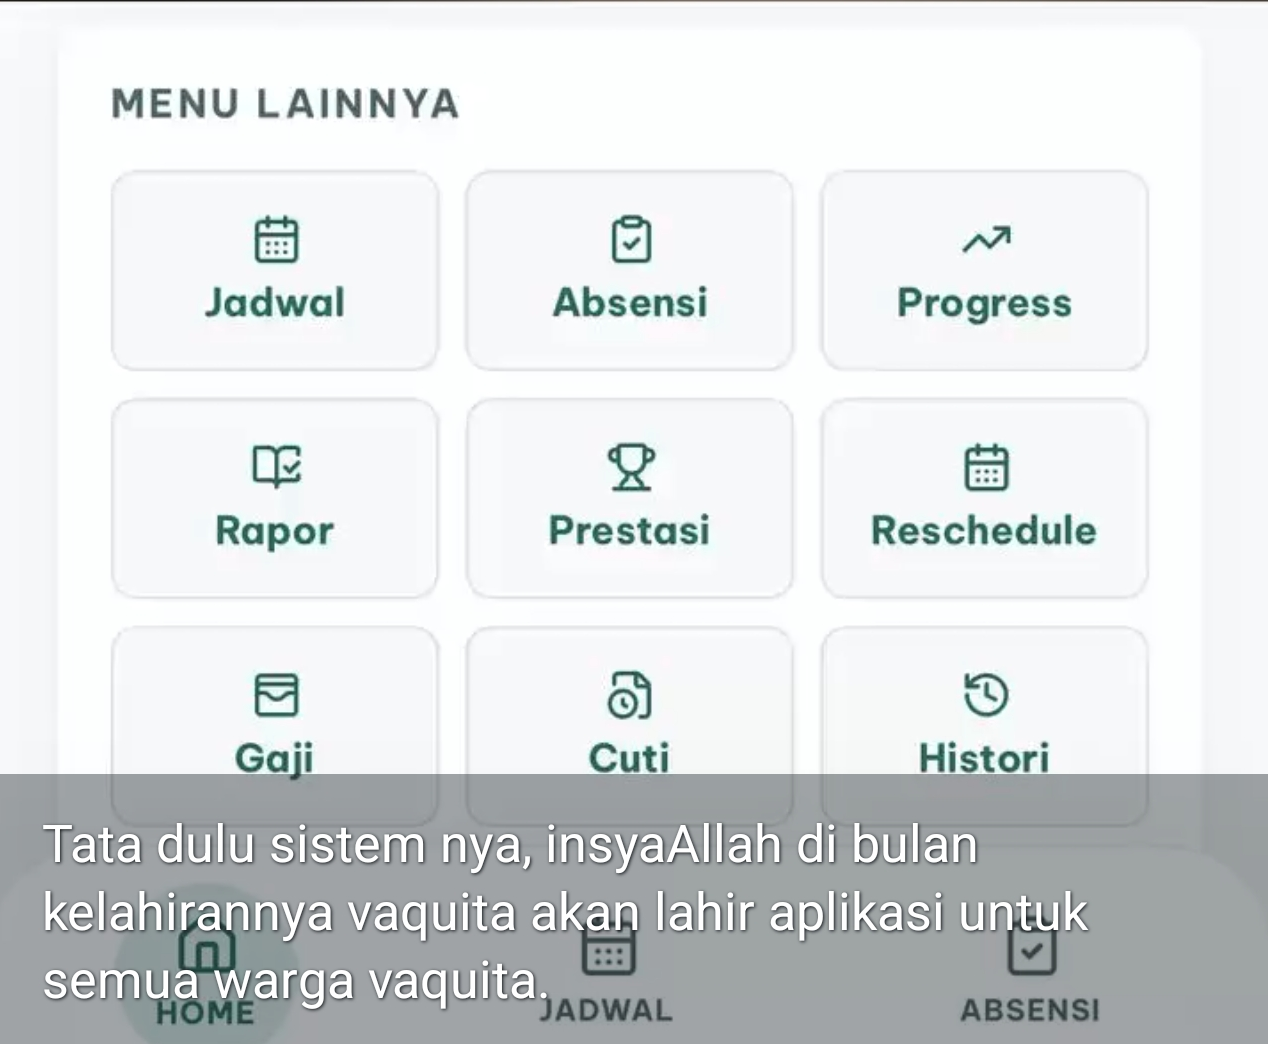 MENU LAINNYA
Jadwal
Absensi
Progress
Rapor
Prestasi
Reschedule
Gaji
Cuti
Histori
Tata dulu sistem nya, insyaAllah di bulan
kelahirannya vaquita akan lahir aplikasi untuk
semua warga vaquita.
HOME
JADWAL
ABSENSI